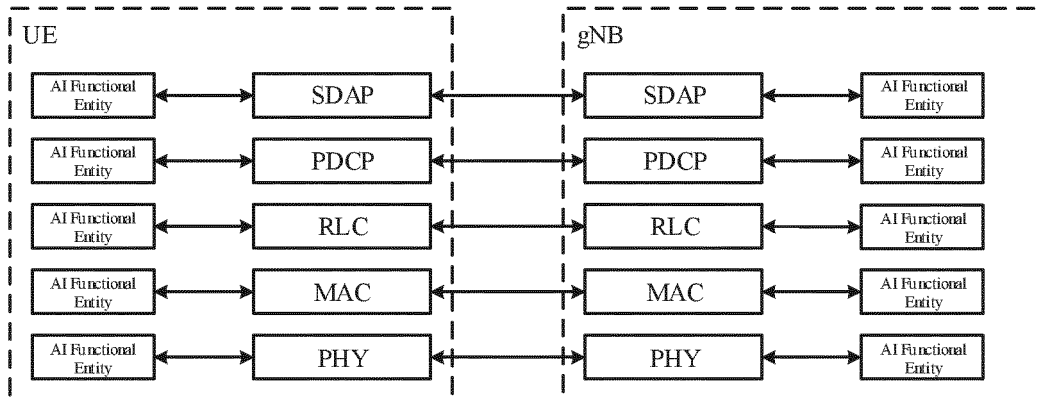 UE
gNB
AI Functional
Entity
SDAP
SDAP
AI Functional
Entity
AI Functional
Entity
PDCP
PDCP
AI Functional
Entity
AI Functional
Entity
RLC
RLC
AI Functional
Entity
AI Functional
Entity
MAC
MAC
AI Functional
Entity
AI Functional
Entity
PHY
PHY
AI Functional
Entity